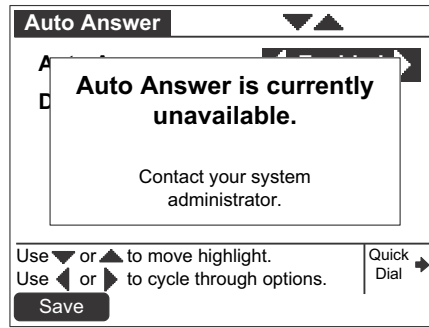 Auto Answer
Auto Answer is currently
unavailable.
Contact your system
administrator.
Use or to move highlight.
Use or to cycle through options.
Quick
Dial
Save